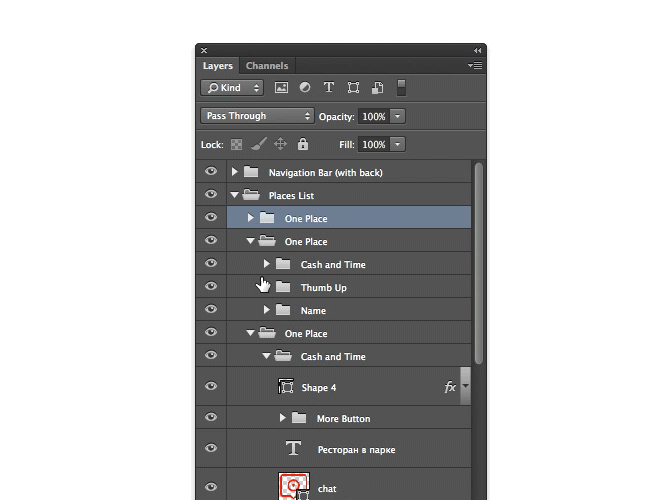 Layers Channels
Kind
Pass Through Opacity: 100%
Lock: Fill: 100%
Navigation Bar (with back)
Places List
One Place
One Place
Cash and Time
Thumb Up
Name
One Place
Cash and Time
Shape 4 fx
More Button
T Ресторан в парке
chat